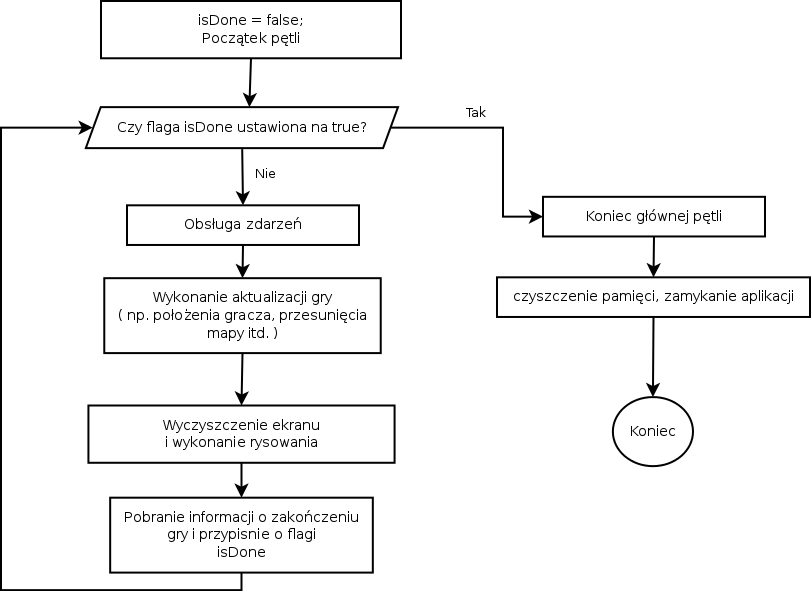 isDone = false;
Początek pętli
Czy flaga isDone ustawiona na true?
Tak
Nie
Obsługa zdarzeń
Koniec głównej pętli
Wykonanie aktualizacji gry
( np. położenia gracza, przesunięcia
mapy itd. )
czyszczenie pamięci, zamykanie aplikacji
Wyczyszczenie ekranu
i wykonanie rysowania
Koniec
Pobranie informacji o zakończeniu
gry i przypisnie o flagi
isDone